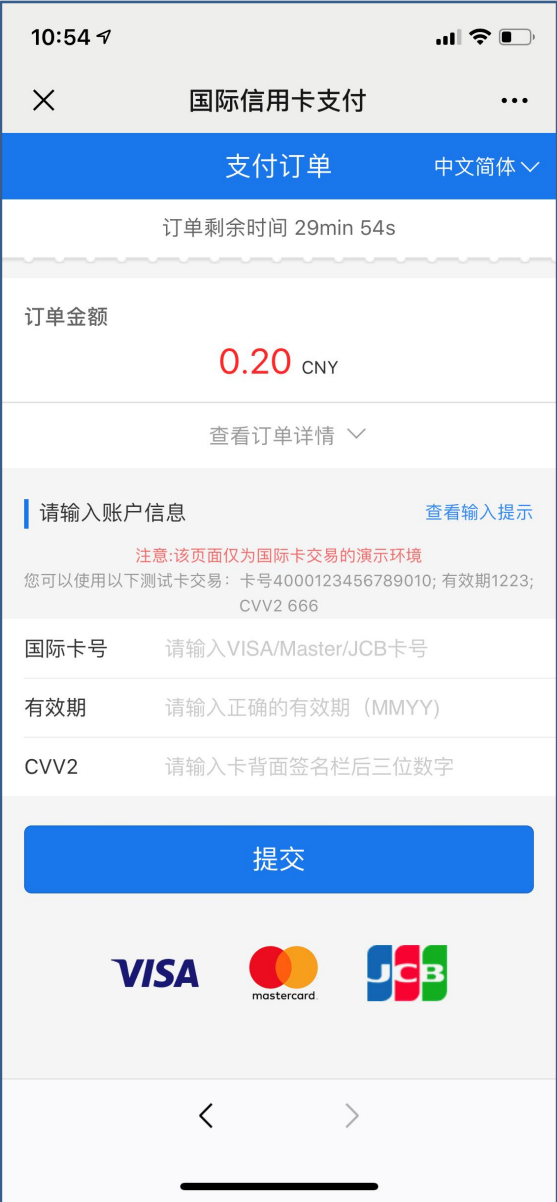 10:54
国际信用卡支付
支付订单 中文简体
订单剩余时间 29min 54s
订单金额
0.20 CNY
查看订单详情
请输入账户信息 查看输入提示
注意:该页面仅为国际卡交易的演示环境
您可以使用以下测试卡交易：卡号4000123456789010; 有效期1223;
CVV2 666
国际卡号 请输入VISA/Master/JCB卡号
有效期 请输入正确的有效期（MMYY)
CVV2 请输入卡背面签名栏后三位数字
提交
VISA mastercard. JCB